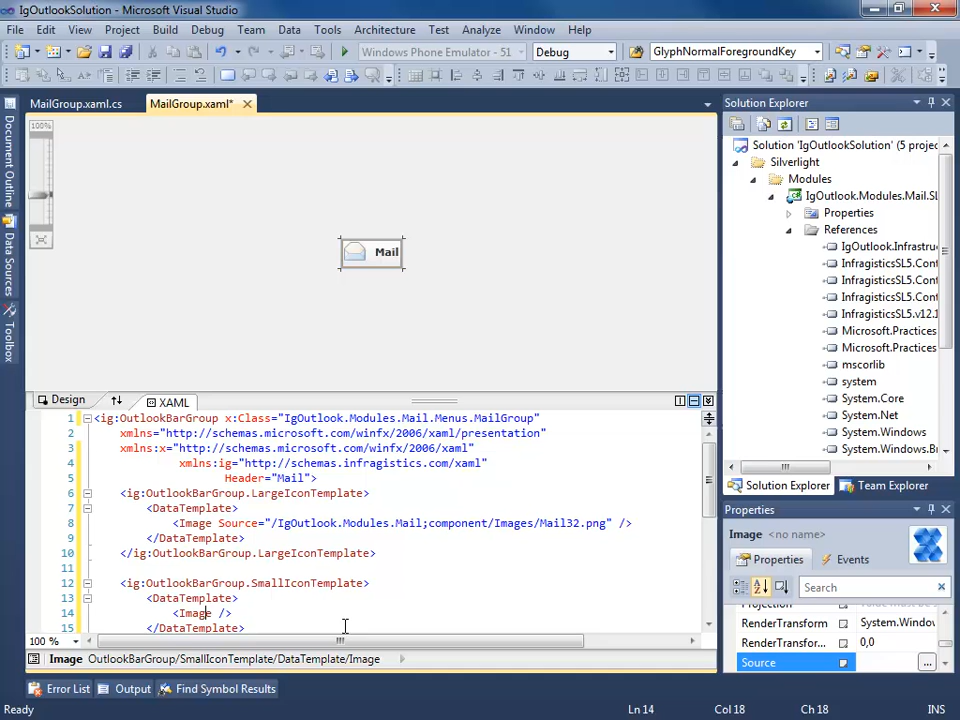 IgOutlookSolution - Microsoft Visual Studio
File Edit View Project Build Debug Team Data Tools Architecture Test Analyze Window Help
Windows Phone Emulator - 51 Debug GlyphNormalForegroundKey
MailGroup.xaml.cs MailGroup.xaml*
Document Outline
Data Sources
Toolbox
100%
Mail
Design XAML
1 <ig:OutlookBarGroup x:Class="IgOutlook.Modules.Mail.Menus.MailGroup"
2 xmlns="http://schemas.microsoft.com/winfx/2006/xaml/presentation"
3 xmlns:x="http://schemas.microsoft.com/winfx/2006/xaml"
4 xmlns:ig="http://schemas.infragistics.com/xaml"
5 Header="Mail">
6 <ig:OutlookBarGroup.LargeIconTemplate>
7 <DataTemplate>
8 <Image Source="/IgOutlook.Modules.Mail;component/Images/Mail32.png" />
9 </DataTemplate>
10 </ig:OutlookBarGroup.LargeIconTemplate>
11
12 <ig:OutlookBarGroup.SmallIconTemplate>
13 <DataTemplate>
14 <Image />
15 </DataTemplate>
100 %
Image OutlookBarGroup/SmallIconTemplate/DataTemplate/Image
Error List Output Find Symbol Results
Ready Ln 14 Col 18 Ch 18 INS
Solution Explorer
Solution 'IgOutlookSolution' (5 projec
Silverlight
Modules
IgOutlook.Modules.Mail.SL
Properties
References
IgOutlook.Infrastru
InfragisticsSL5.Cont
InfragisticsSL5.Cont
InfragisticsSL5.Cont
InfragisticsSL5.v12.1
Microsoft.Practices
Microsoft.Practices
mscorlib
system
System.Core
System.Net
System.Windows
System.Windows.B
Solution Explorer Team Explorer
Properties
Image <no name>
Properties Events
Search
Projection
RenderTransform System.Window
RenderTransfor... 0,0
Source ...